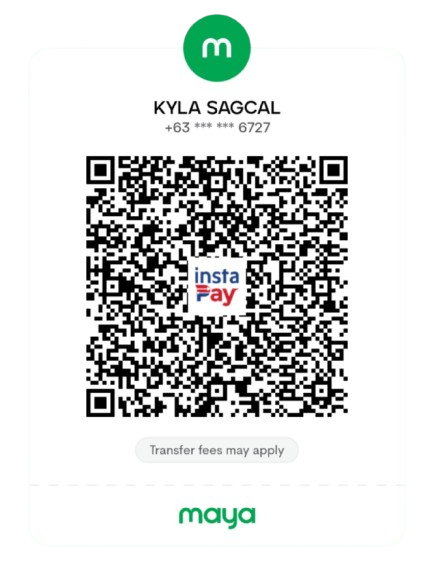 m
KYLA SAGCAL
+63 *** *** 6727
insta
Pay
Transfer fees may apply
maya